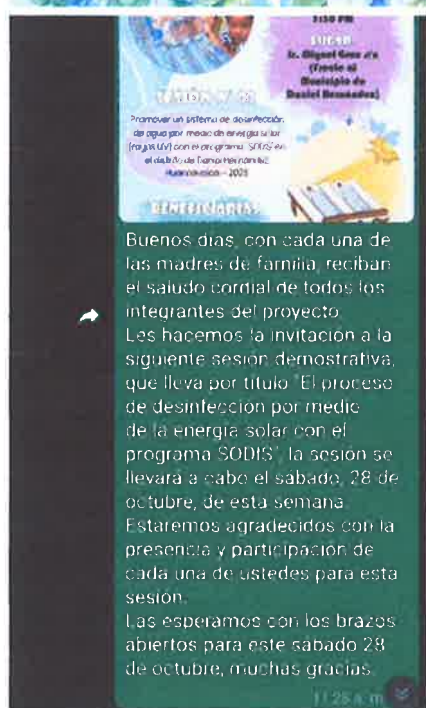 3:30 PM
LUGAR
Jr. Miguel Grau s/n
(Frente al
Municipio de
Daniel Hernández)
SESIÓN N°
Promover un sistema de desinfección
de agua por medio de energía solar
(rayos UV) con el programa SODIS en
el distrito de Daniel Hernández
Huancavelica – 2023
BENEFICIARIAS
Buenos días, con cada una de
las madres de familia, reciban
el saludo cordial de todos los
integrantes del proyecto
Les hacemos la invitación a la
siguiente sesión demostrativa,
que lleva por título "El proceso
de desinfección por medio
de la energía solar con el
programa SODIS", la sesión se
llevará a cabo el sábado, 28 de
octubre, de esta semana.
Estaremos agradecidos con la
presencia y participación de
cada una de ustedes para esta
sesión.
Las esperamos con los brazos
abiertos para este sábado 28
de octubre, muchas gracias.
11:26 a. m.